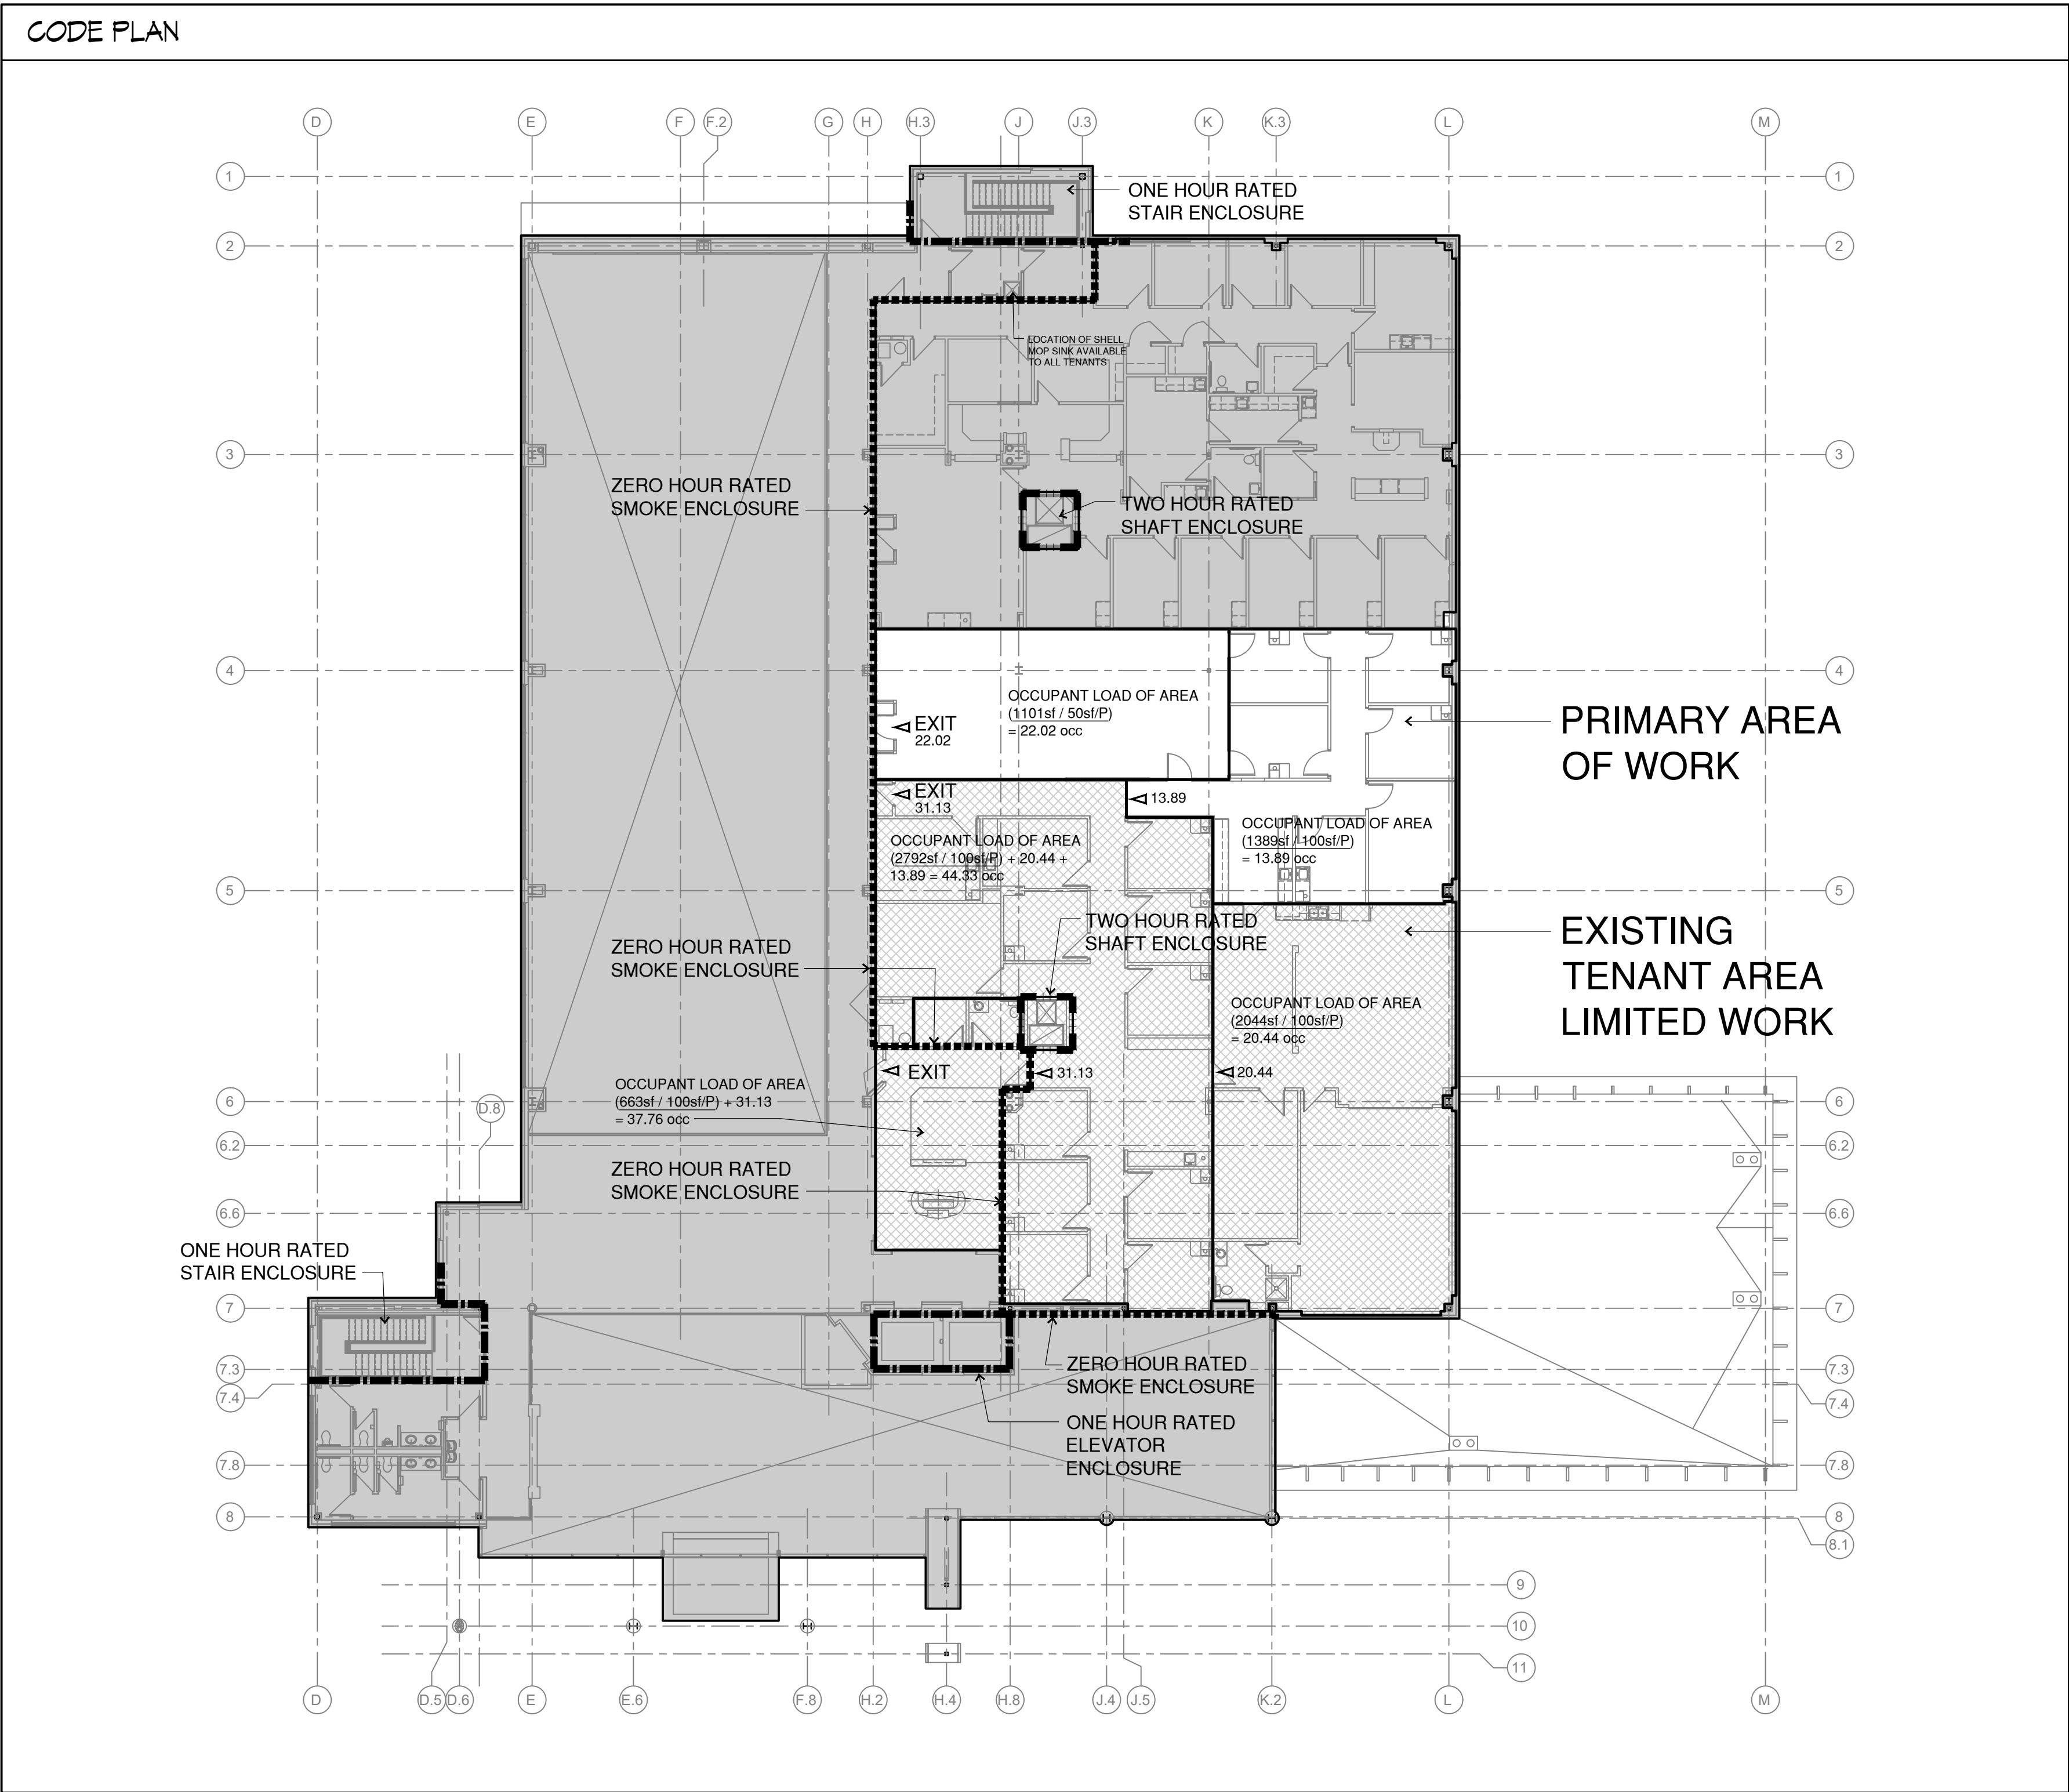 CODE PLAN
D E F F.2 G H H.3 J J.3 K K.3 L M
1 1
ONE HOUR RATED
STAIR ENCLOSURE
2 2
LOCATION OF SHELL
MOP SINK AVAILABLE
TO ALL TENANTS
3 3
ZERO HOUR RATED
SMOKE ENCLOSURE
TWO HOUR RATED
SHAFT ENCLOSURE
4 4
OCCUPANT LOAD OF AREA
(1101sf / 50sf/P)
= 22.02 occ
EXIT
22.02
PRIMARY AREA
OF WORK
EXIT
31.13
13.89
OCCUPANT LOAD OF AREA
(1389sf / 100sf/P)
= 13.89 occ
OCCUPANT LOAD OF AREA
(2792sf / 100sf/P) + 20.44 +
13.89 = 44.33 occ
5 5
TWO HOUR RATED
SHAFT ENCLOSURE
EXISTING
TENANT AREA
LIMITED WORK
ZERO HOUR RATED
SMOKE ENCLOSURE
OCCUPANT LOAD OF AREA
(2044sf / 100sf/P)
= 20.44 occ
EXIT
31.13
20.44
OCCUPANT LOAD OF AREA
(663sf / 100sf/P) + 31.13
= 37.76 occ
6 6
D.8
6.2 6.2
ZERO HOUR RATED
SMOKE ENCLOSURE
6.6 6.6
ONE HOUR RATED
STAIR ENCLOSURE
7 7
7.3 7.3
ZERO HOUR RATED
SMOKE ENCLOSURE
7.4 7.4
ONE HOUR RATED
ELEVATOR
ENCLOSURE
7.8 7.8
8 8
8.1
9
10
11
D D.5 D.6 E E.6 F.8 H.2 H.4 H.8 J.4 J.5 K.2 L M